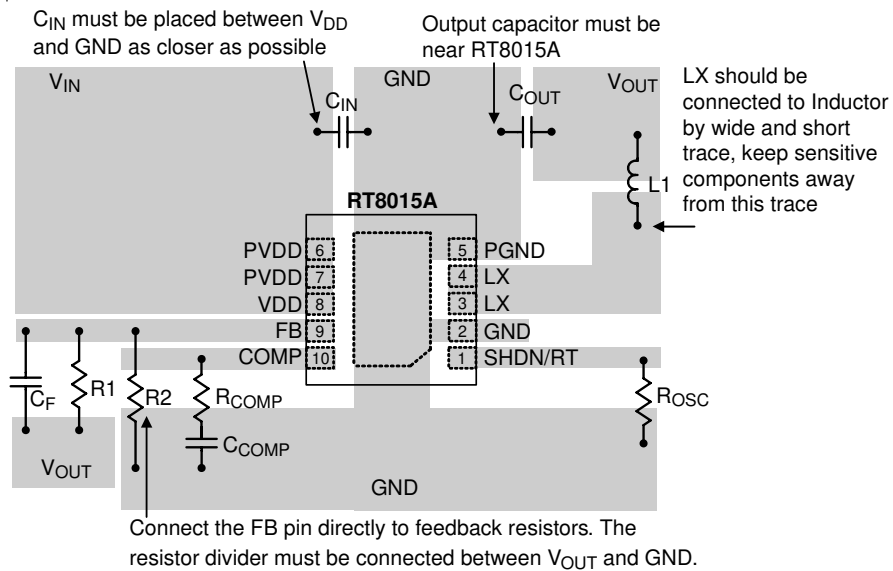 C_IN must be placed between V_DD
and GND as closer as possible
Output capacitor must be
near RT8015A
V_IN
GND
V_OUT
C_IN
C_OUT
LX should be
connected to Inductor
by wide and short
trace, keep sensitive
components away
from this trace
L1
RT8015A
PVDD 6
5 PGND
PVDD 7
4 LX
VDD 8
3 LX
FB 9
2 GND
COMP 10
1 SHDN/RT
C_F
R1
R2
R_COMP
R_OSC
C_COMP
V_OUT
GND
Connect the FB pin directly to feedback resistors. The
resistor divider must be connected between V_OUT and GND.